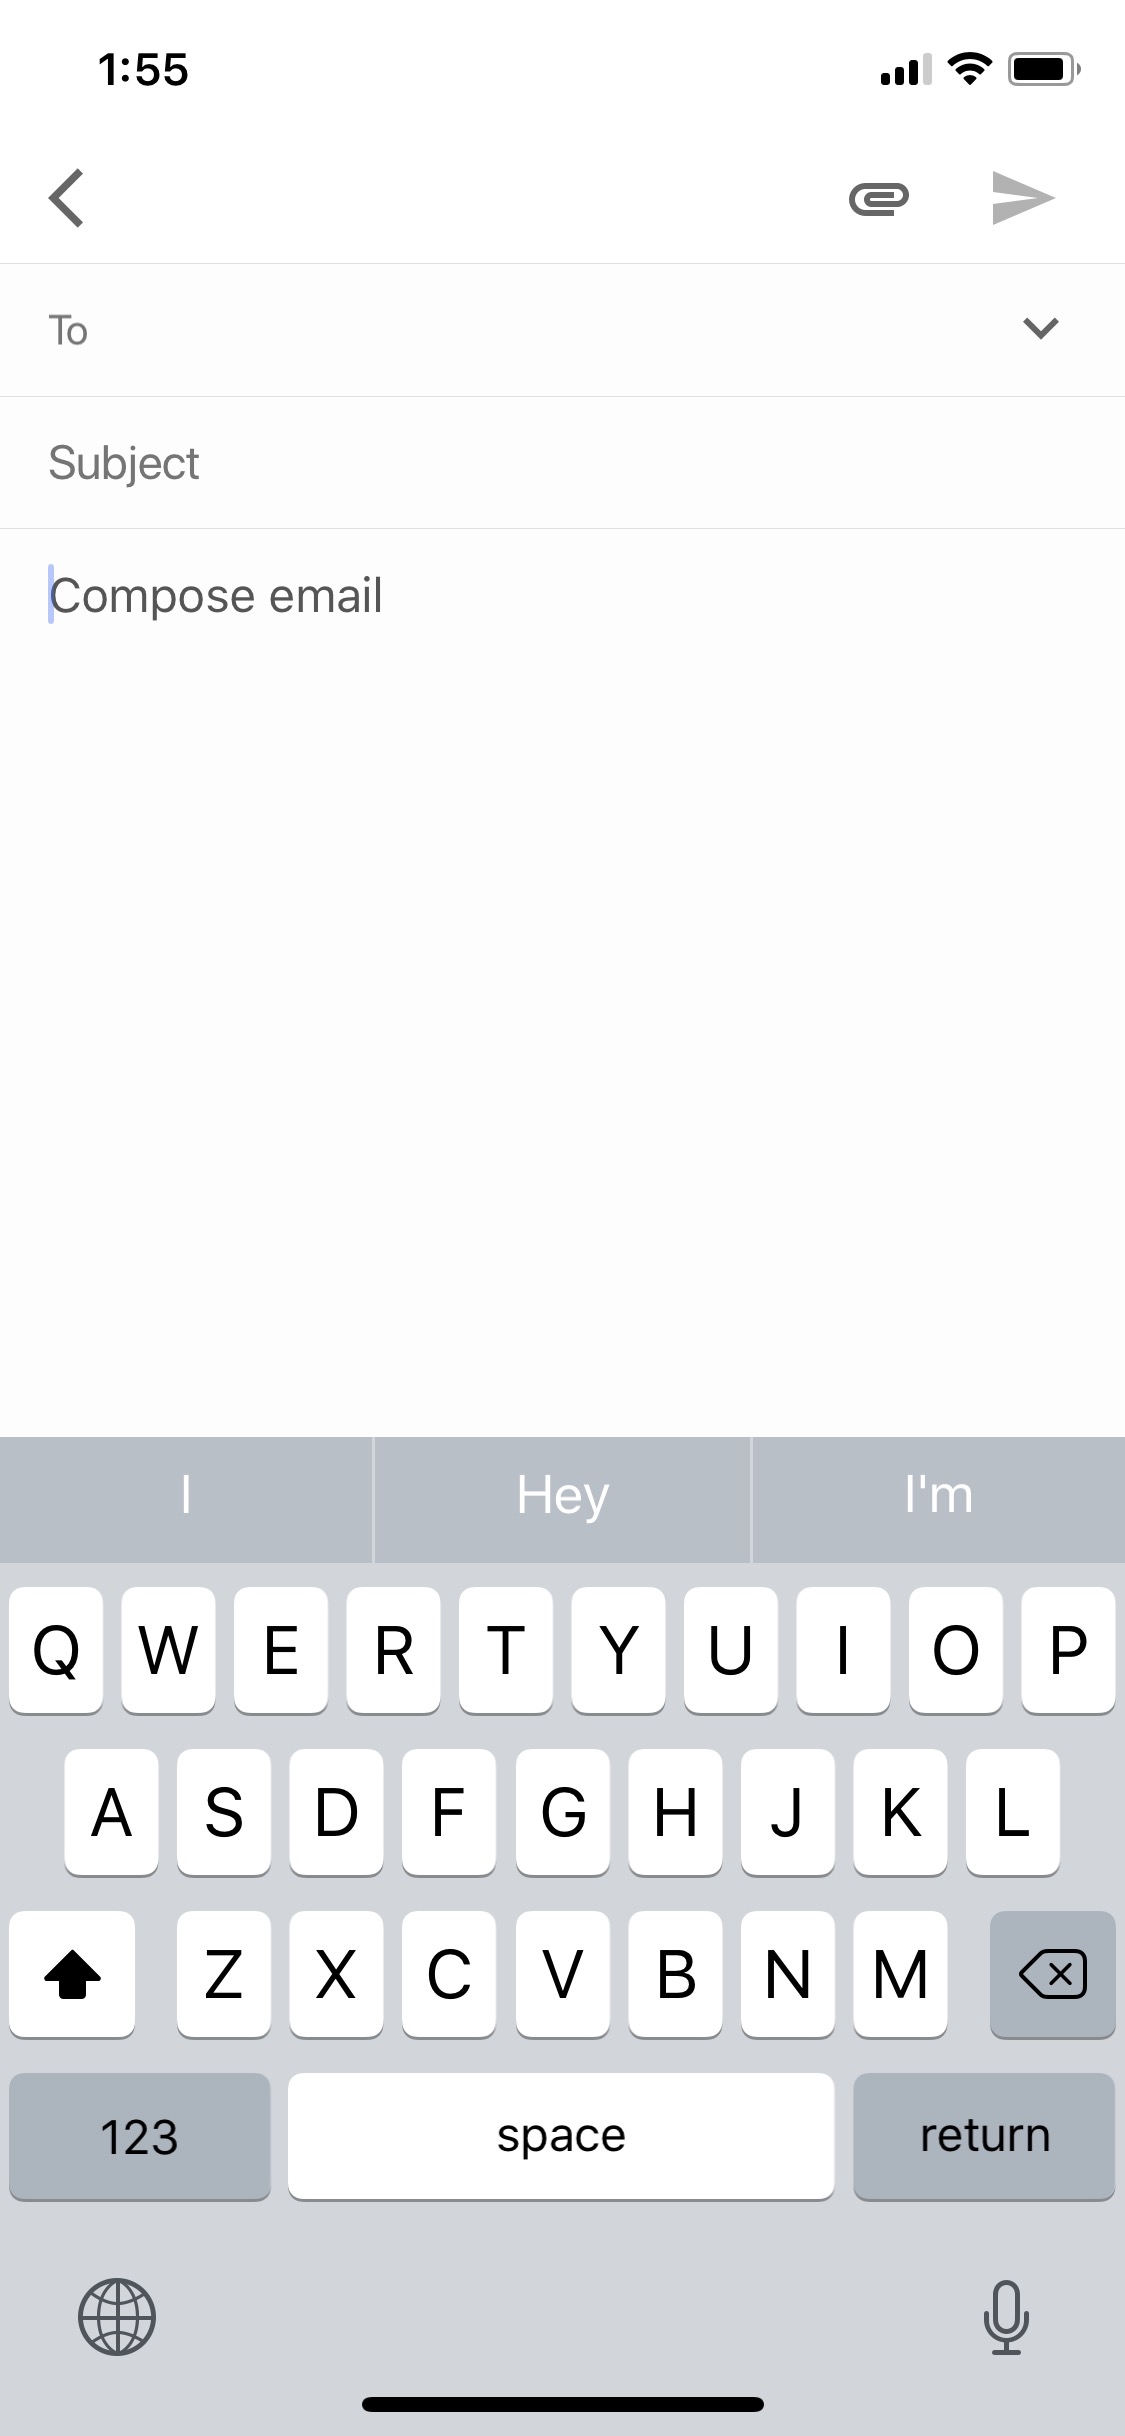 1:55
To
Subject
Compose email
I Hey I'm
Q W E R T Y U I O P
A S D F G H J K L
Z X C V B N M
123 space return